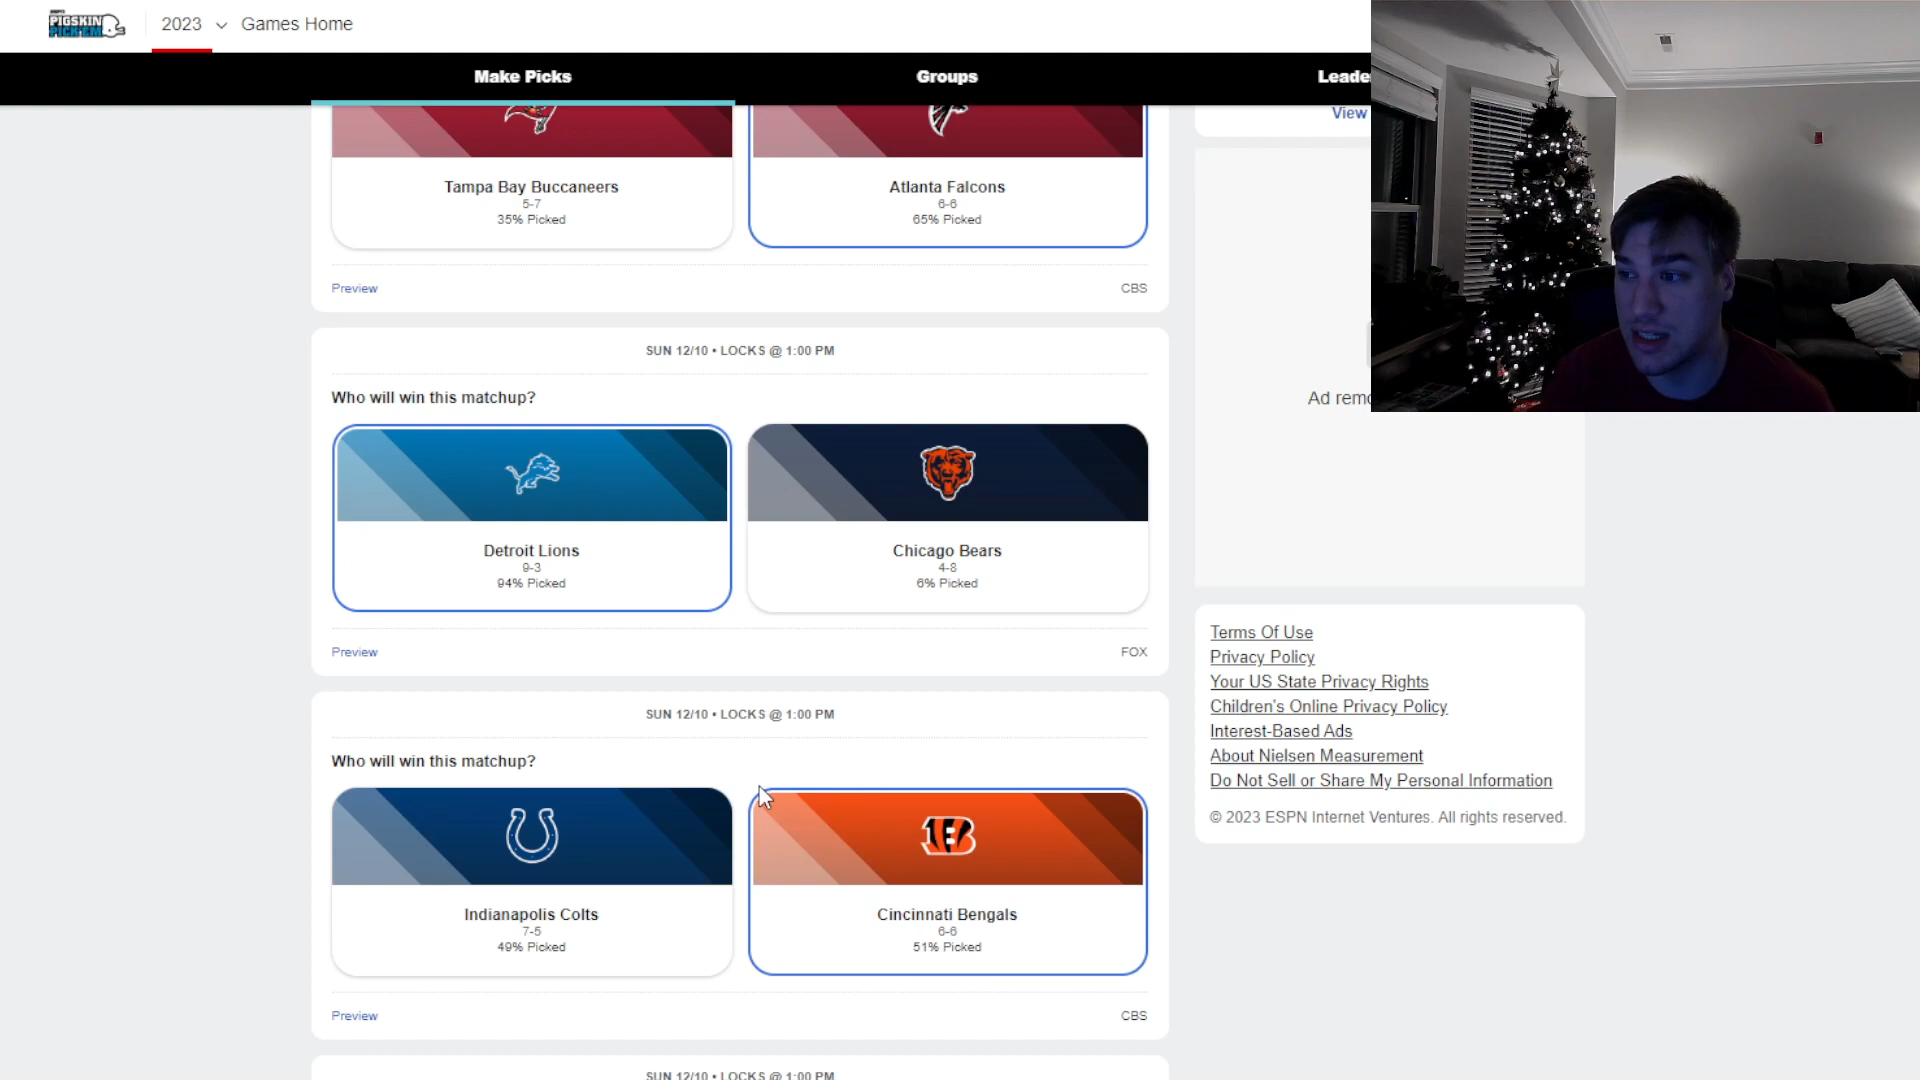 PIGSKIN
PICK'EM
2023
Games Home
Make Picks
Groups
Leade
View
Tampa Bay Buccaneers
5-7
35% Picked
Atlanta Falcons
6-6
65% Picked
Preview
CBS
SUN 12/10 • LOCKS @ 1:00 PM
Who will win this matchup?
Detroit Lions
9-3
94% Picked
Chicago Bears
4-8
6% Picked
Preview
FOX
SUN 12/10 • LOCKS @ 1:00 PM
Who will win this matchup?
B
Indianapolis Colts
7-5
49% Picked
Cincinnati Bengals
6-6
51% Picked
Preview
CBS
SUN 12/10 • LOCKS @ 1:00 PM
Ad remo
Terms Of Use
Privacy Policy
Your US State Privacy Rights
Children's Online Privacy Policy
Interest-Based Ads
About Nielsen Measurement
Do Not Sell or Share My Personal Information
© 2023 ESPN Internet Ventures. All rights reserved.